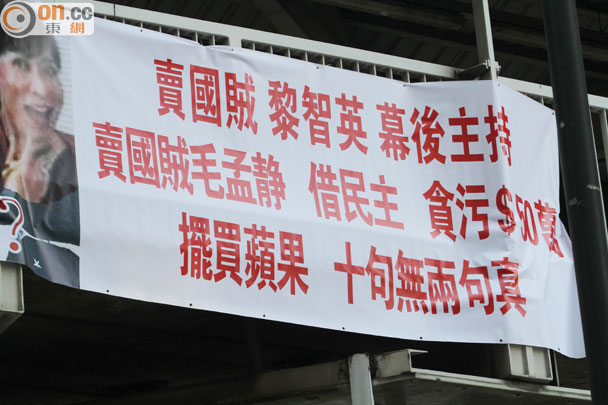 on.cc
東網
賣國賊 黎智英 幕後主持
賣國賊毛孟静 借民主 貪污$50萬
擺買蘋果 十句無兩句真
?